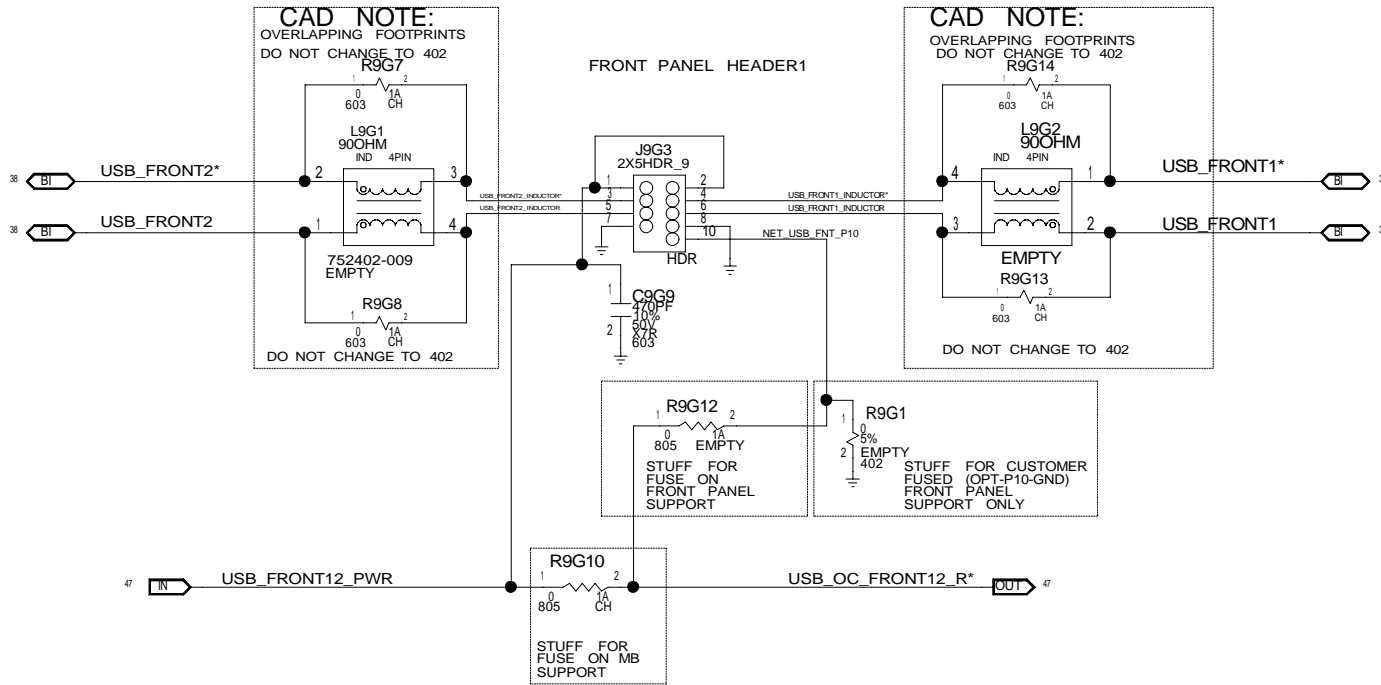 CAD NOTE:
OVERLAPPING FOOTPRINTS
DO NOT CHANGE TO 402
R9G7
1 2
0 1A
603 CH
L9G1
90OHM
IND 4PIN
2 3
1 4
752402-009
EMPTY
R9G8
1 2
0 1A
603 CH
DO NOT CHANGE TO 402
38 BI USB_FRONT2*
38 BI USB_FRONT2
FRONT PANEL HEADER1
J9G3
2X5HDR_9
1 2
3 4
5 6
7 8
10
HDR
USB_FRONT2_INDUCTOR*
USB_FRONT2_INDUCTOR
USB_FRONT1_INDUCTOR*
USB_FRONT1_INDUCTOR
NET_USB_FNT_P10
1
2
C9G9
470PF
10%
50V
X7R
603
CAD NOTE:
OVERLAPPING FOOTPRINTS
DO NOT CHANGE TO 402
R9G14
1 2
0 1A
603 CH
L9G2
90OHM
IND 4PIN
4 1
3 2
EMPTY
R9G13
1 2
0 1A
603 CH
DO NOT CHANGE TO 402
USB_FRONT1* BI
USB_FRONT1 BI
R9G12
1 2
0 1A
805 EMPTY
STUFF FOR
FUSE ON
FRONT PANEL
SUPPORT
R9G1
1
2
0
5%
EMPTY
402
STUFF FOR CUSTOMER
FUSED (OPT-P10-GND)
FRONT PANEL
SUPPORT ONLY
47 IN USB_FRONT12_PWR
R9G10
1 2
0 1A
805 CH
STUFF FOR
FUSE ON MB
SUPPORT
USB_OC_FRONT12_R* OUT 47